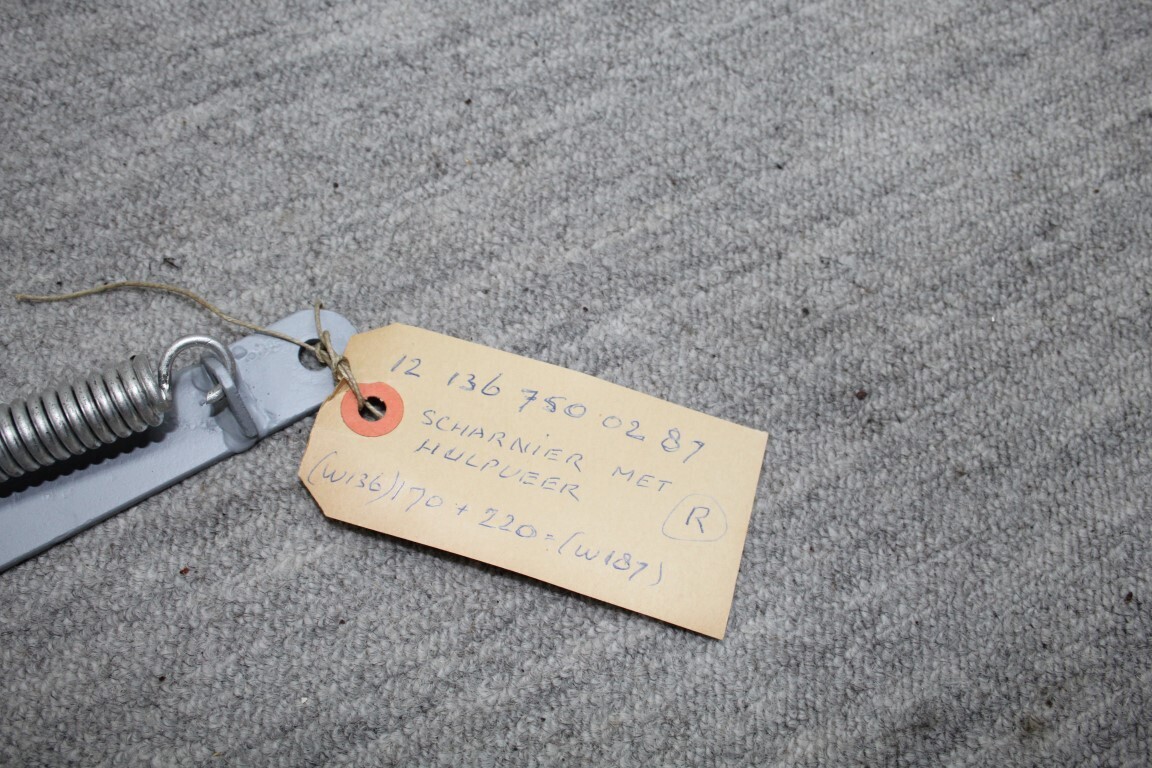 12 136 750 02 87
SCHARNIER MET
HULPVEER
R
(W136) 170 + 220 = (W187)